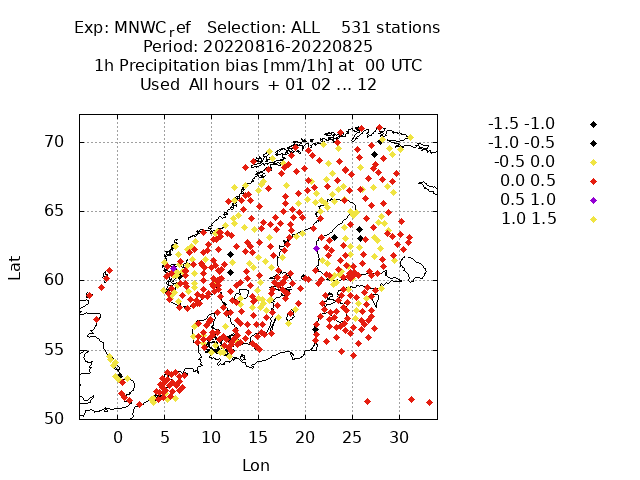 Exp: MNWC_ref Selection: ALL 531 stations
Period: 20220816-20220825
1h Precipitation bias [mm/1h] at 00 UTC
Used All hours + 01 02 ... 12
-1.5 -1.0
-1.0 -0.5
-0.5 0.0
0.0 0.5
0.5 1.0
1.0 1.5
70
65
60
55
50
Lat
0 5 10 15 20 25 30
Lon